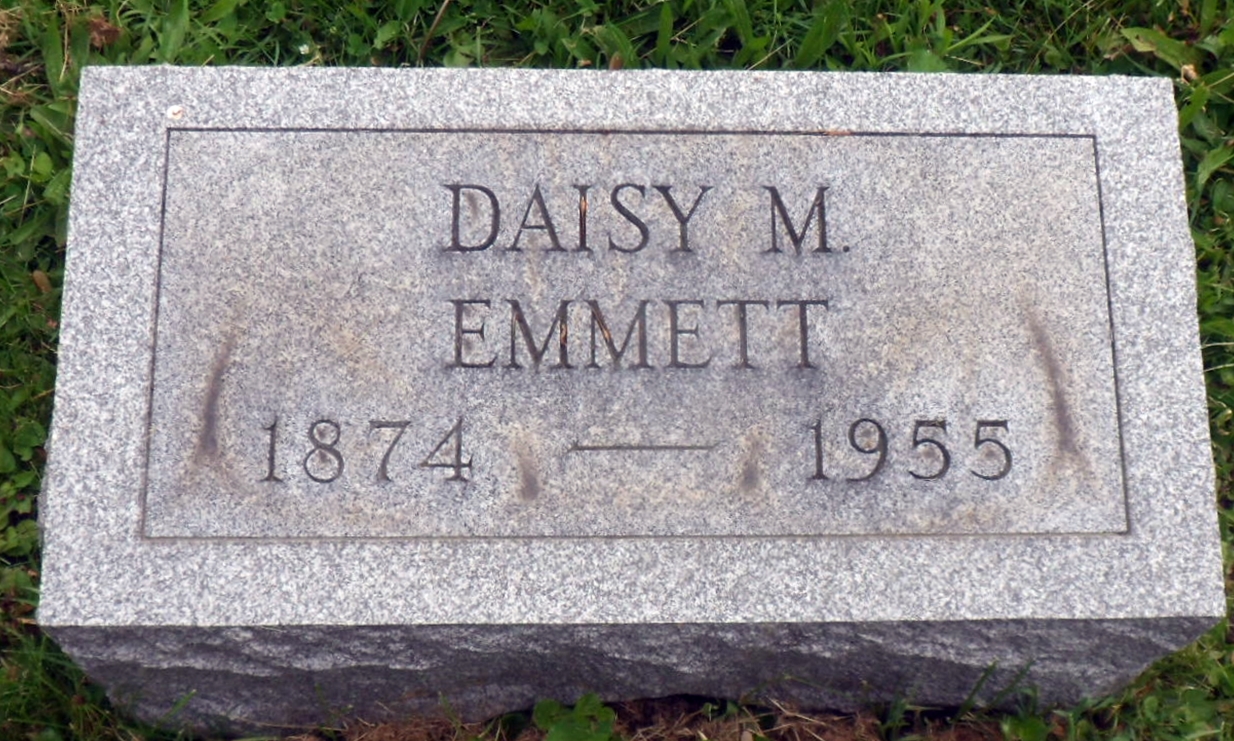 DAISY M.
EMMETT
1874 — 1955